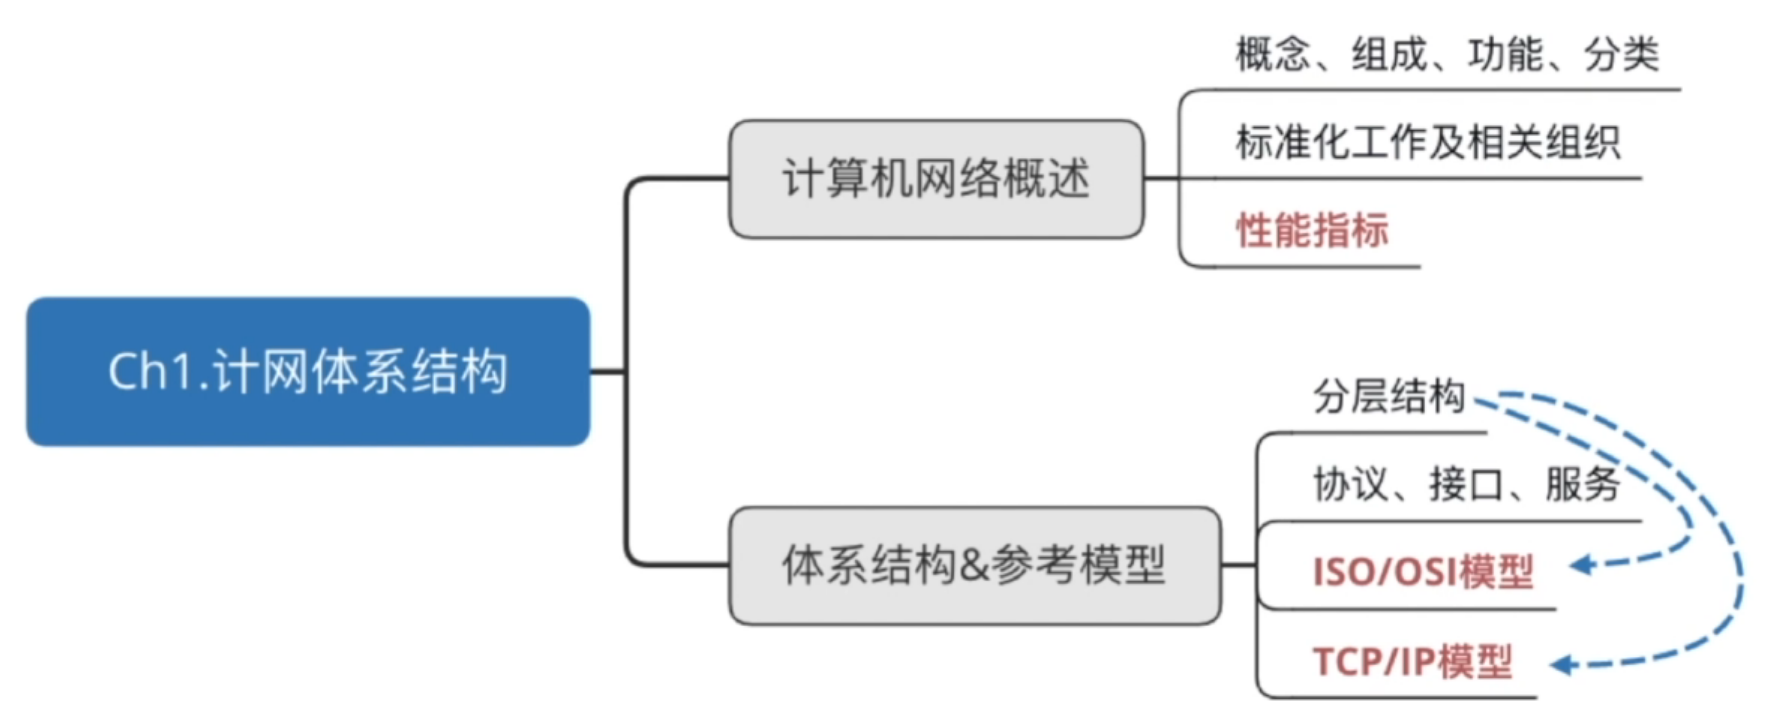 概念、组成、功能、分类
标准化工作及相关组织
计算机网络概述
性能指标
Ch1.计网体系结构
分层结构
协议、接口、服务
体系结构&参考模型
ISO/OSI模型
TCP/IP模型